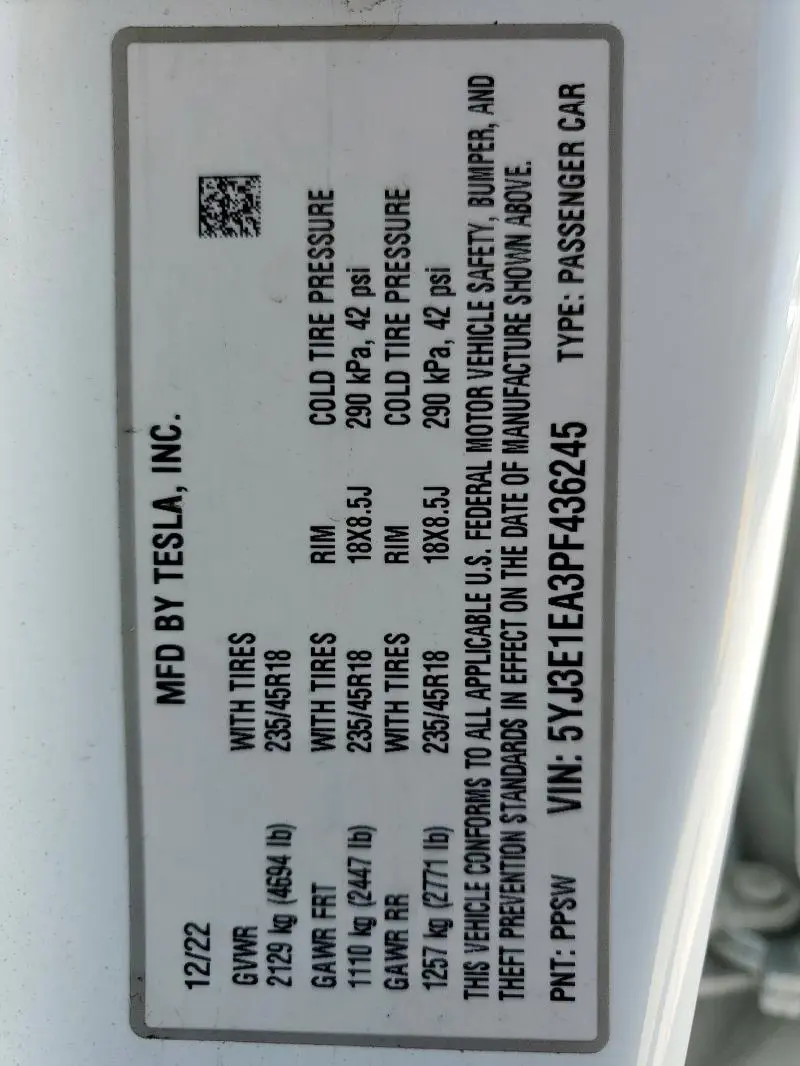 MFD BY TESLA, INC.
12/22
GVWR WITH TIRES
2129 kg (4694 lb) 235/45R18
GAWR FRT WITH TIRES RIM COLD TIRE PRESSURE
1110 kg (2447 lb) 235/45R18 18X8.5J 290 kPa, 42 psi
GAWR RR WITH TIRES RIM COLD TIRE PRESSURE
1257 kg (2771 lb) 235/45R18 18X8.5J 290 kPa, 42 psi
THIS VEHICLE CONFORMS TO ALL APPLICABLE U.S. FEDERAL MOTOR VEHICLE SAFETY, BUMPER, AND
THEFT PREVENTION STANDARDS IN EFFECT ON THE DATE OF MANUFACTURE SHOWN ABOVE.
PNT: PPSW VIN: 5YJ3E1EA3PF436245 TYPE: PASSENGER CAR